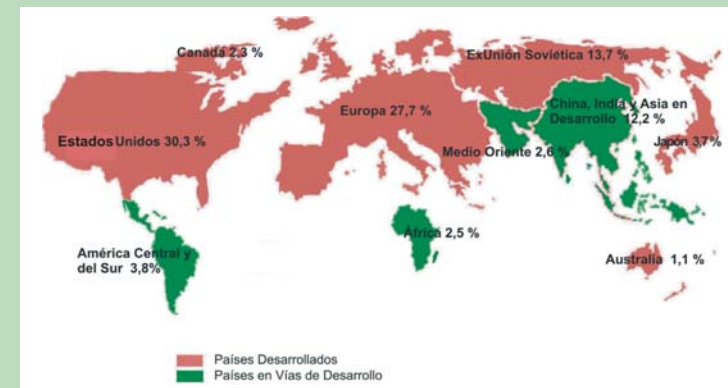 Canadá 2,3 %
ExUnión Soviética 13,7 %
Europa 27,7 %
China, India y Asia en
Desarrollo 12,2 %
Estados Unidos 30,3 %
Medio Oriente 2,6 %
Japón 3,7%
África 2,5 %
América Central y
del Sur 3,8%
Australia 1,1 %
Países Desarrollados
Países en Vías de Desarrollo